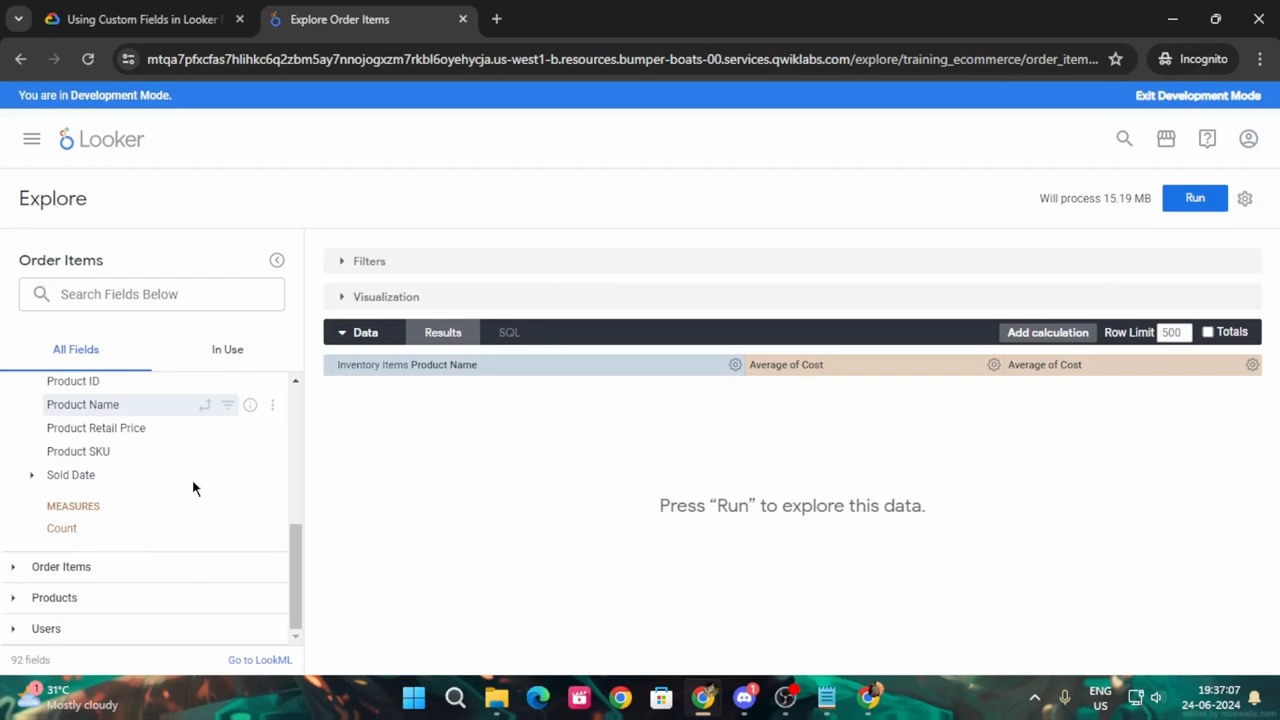 Using Custom Fields in Looker
Explore Order Items
mtqa7pfxcfas7hlihkc6q2zbm5ay7nnojogxzm7rkbl6oyehycja.us-west1-b.resources.bumper-boats-00.services.qwiklabs.com/explore/training_ecommerce/order_item...
Incognito
You are in Development Mode.
Exit Development Mode
Looker
Explore
Will process 15.19 MB
Run
Order Items
Search Fields Below
All Fields
In Use
Product ID
Product Name
Product Retail Price
Product SKU
Sold Date
MEASURES
Count
Order Items
Products
Users
92 fields
Go to LookML
Filters
Visualization
Data
Results
SQL
Add calculation
Row Limit
500
Totals
Inventory Items Product Name
Average of Cost
Average of Cost
Press “Run” to explore this data.
1
31°C
Mostly cloudy
1
ENG
US
19:37:07
24-06-2024